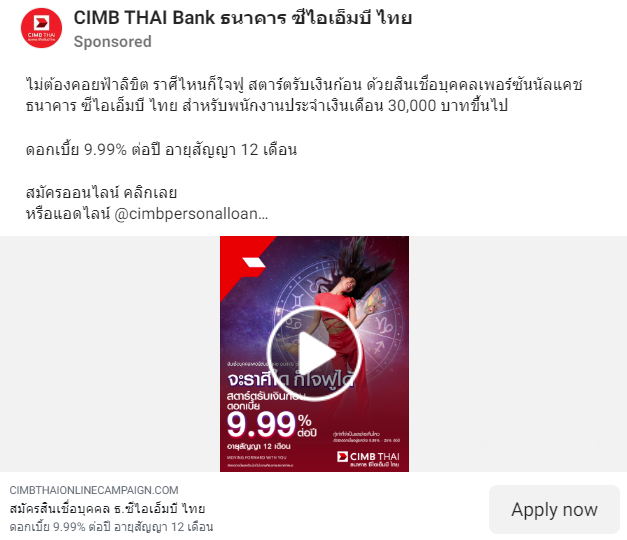 CIMB THAI Bank ธนาคาร ซีไอเอ็มบี ไทย
CIMB THAI
Sponsored
ไม่ต้องคอยฟ้าลิขิต ราศีไหนก็ใจฟู สตาร์ตรับเงินก้อน ด้วยสินเชื่อบุคคลเพอร์ซันนัลแคช
ธนาคาร ซีไอเอ็มบี ไทย สำหรับพนักงานประจำเงินเดือน 30,000 บาทขึ้นไป
ดอกเบี้ย 9.99% ต่อปี อายุสัญญา 12 เดือน
สมัครออนไลน์ คลิกเลย
หรือแอดไลน์ @cimbpersonalloan...
จะราศีใด ก็ใจฟูได้
สตาร์ตรับเงินก้อน
ดอกเบี้ย
9.99% ต่อปี
อายุสัญญา 12 เดือน
MOVING FORWARD WITH YOU
CIMB THAI
ธนาคาร ซีไอเอ็มบี ไทย
CIMBTHAIONLINECAMPAIGN.COM
สมัครสินเชื่อบุคคล ธ.ซีไอเอ็มบี ไทย
ดอกเบี้ย 9.99% ต่อปี อายุสัญญา 12 เดือน
Apply now